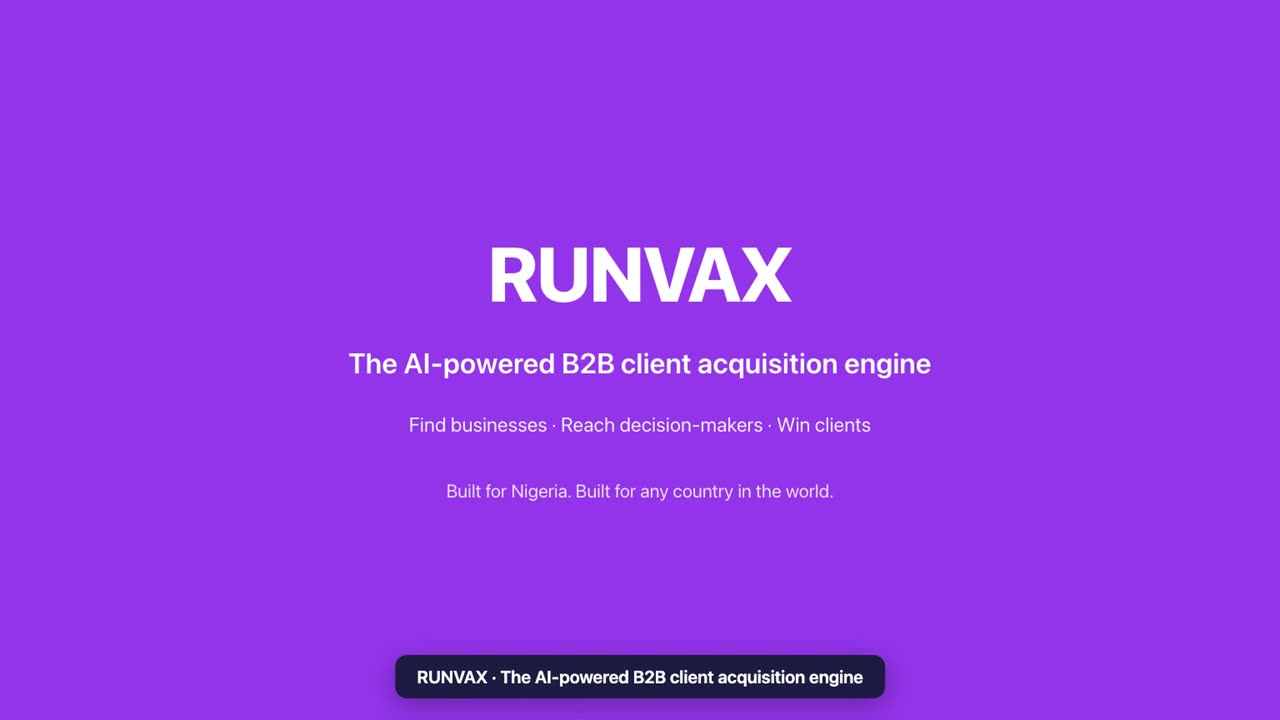 RUNVAX
The AI-powered B2B client acquisition engine
Find businesses · Reach decision-makers · Win clients
Built for Nigeria. Built for any country in the world.
RUNVAX · The AI-powered B2B client acquisition engine